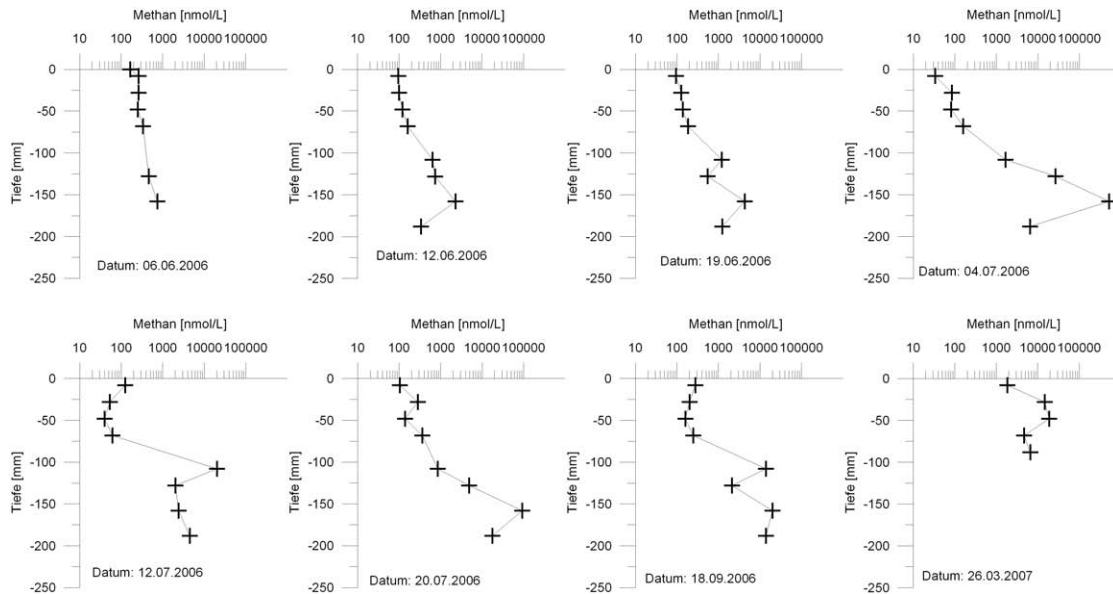 Methan [nmol/L] Methan [nmol/L] Methan [nmol/L] Methan [nmol/L]
10 100 1000 10000 100000 10 100 1000 10000 100000 10 100 1000 10000 100000 10 100 1000 10000 100000
0 0 0 0
-50 -50 -50 -50
-100 -100 -100 -100
Tiefe [mm] Tiefe [mm] Tiefe [mm] Tiefe [mm]
-150 -150 -150 -150
-200 -200 -200 -200
Datum: 06.06.2006 Datum: 12.06.2006 Datum: 19.06.2006 Datum: 04.07.2006
-250 -250 -250 -250
Methan [nmol/L] Methan [nmol/L] Methan [nmol/L] Methan [nmol/L]
10 100 1000 10000 100000 10 100 1000 10000 100000 10 100 1000 10000 100000 10 100 1000 10000 100000
0 0 0 0
-50 -50 -50 -50
-100 -100 -100 -100
Tiefe [mm] Tiefe [mm] Tiefe [mm] Tiefe [mm]
-150 -150 -150 -150
-200 -200 -200 -200
Datum: 12.07.2006 Datum: 20.07.2006 Datum: 18.09.2006 Datum: 26.03.2007
-250 -250 -250 -250